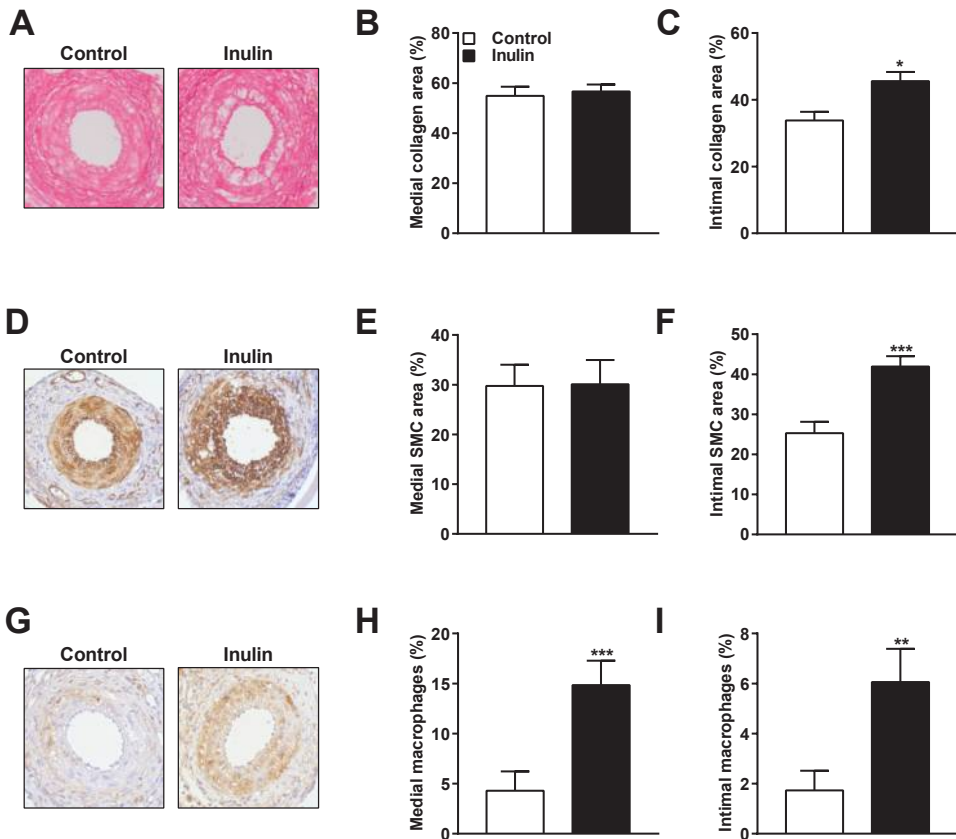 A
Control
Inulin
B
Medial collagen area (%)
80
60
40
20
0
Control
Inulin
C
Intimal collagen area (%)
60
40
20
0
*
D
Control
Inulin
E
Medial SMC area (%)
40
30
20
10
0
F
Intimal SMC area (%)
50
40
30
20
10
0
***
G
Control
Inulin
H
Medial macrophages (%)
20
15
10
5
0
***
I
Intimal macrophages (%)
8
6
4
2
0
**